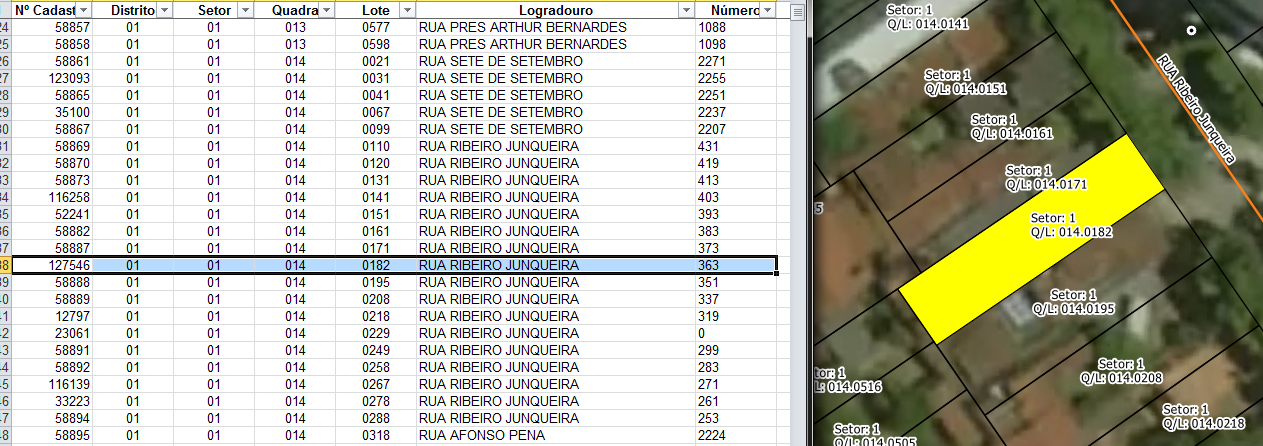 Nº Cadast Distrito Setor Quadra Lote Logradouro Número
24 58857 01 01 013 0577 RUA PRES ARTHUR BERNARDES 1088
25 58858 01 01 013 0598 RUA PRES ARTHUR BERNARDES 1098
26 58861 01 01 014 0021 RUA SETE DE SETEMBRO 2271
27 123093 01 01 014 0031 RUA SETE DE SETEMBRO 2255
28 58865 01 01 014 0041 RUA SETE DE SETEMBRO 2251
29 35100 01 01 014 0067 RUA SETE DE SETEMBRO 2237
30 58867 01 01 014 0099 RUA SETE DE SETEMBRO 2207
31 58869 01 01 014 0110 RUA RIBEIRO JUNQUEIRA 431
32 58870 01 01 014 0120 RUA RIBEIRO JUNQUEIRA 419
33 58873 01 01 014 0131 RUA RIBEIRO JUNQUEIRA 413
34 116258 01 01 014 0141 RUA RIBEIRO JUNQUEIRA 403
35 52241 01 01 014 0151 RUA RIBEIRO JUNQUEIRA 393
36 58882 01 01 014 0161 RUA RIBEIRO JUNQUEIRA 383
37 58887 01 01 014 0171 RUA RIBEIRO JUNQUEIRA 373
38 127546 01 01 014 0182 RUA RIBEIRO JUNQUEIRA 363
39 58888 01 01 014 0195 RUA RIBEIRO JUNQUEIRA 351
40 58889 01 01 014 0208 RUA RIBEIRO JUNQUEIRA 337
41 12797 01 01 014 0218 RUA RIBEIRO JUNQUEIRA 319
42 23061 01 01 014 0229 RUA RIBEIRO JUNQUEIRA 0
43 58891 01 01 014 0249 RUA RIBEIRO JUNQUEIRA 299
44 58892 01 01 014 0258 RUA RIBEIRO JUNQUEIRA 283
45 116139 01 01 014 0267 RUA RIBEIRO JUNQUEIRA 271
46 33223 01 01 014 0278 RUA RIBEIRO JUNQUEIRA 261
47 58894 01 01 014 0288 RUA RIBEIRO JUNQUEIRA 253
48 58895 01 01 014 0318 RUA AFONSO PENA 2224
Setor: 1
Q/L: 014.0141
RUA Ribeiro Junqueira
Setor: 1
Q/L: 014.0151
Setor: 1
Q/L: 014.0161
Setor: 1
Q/L: 014.0171
5
Setor: 1
Q/L: 014.0182
Setor: 1
Q/L: 014.0195
Setor: 1
Q/L: 014.0208
tor: 1
L: 014.0516
Setor: 1
Q/L: 014.0218
Setor: 1
Q/L: 014.0505